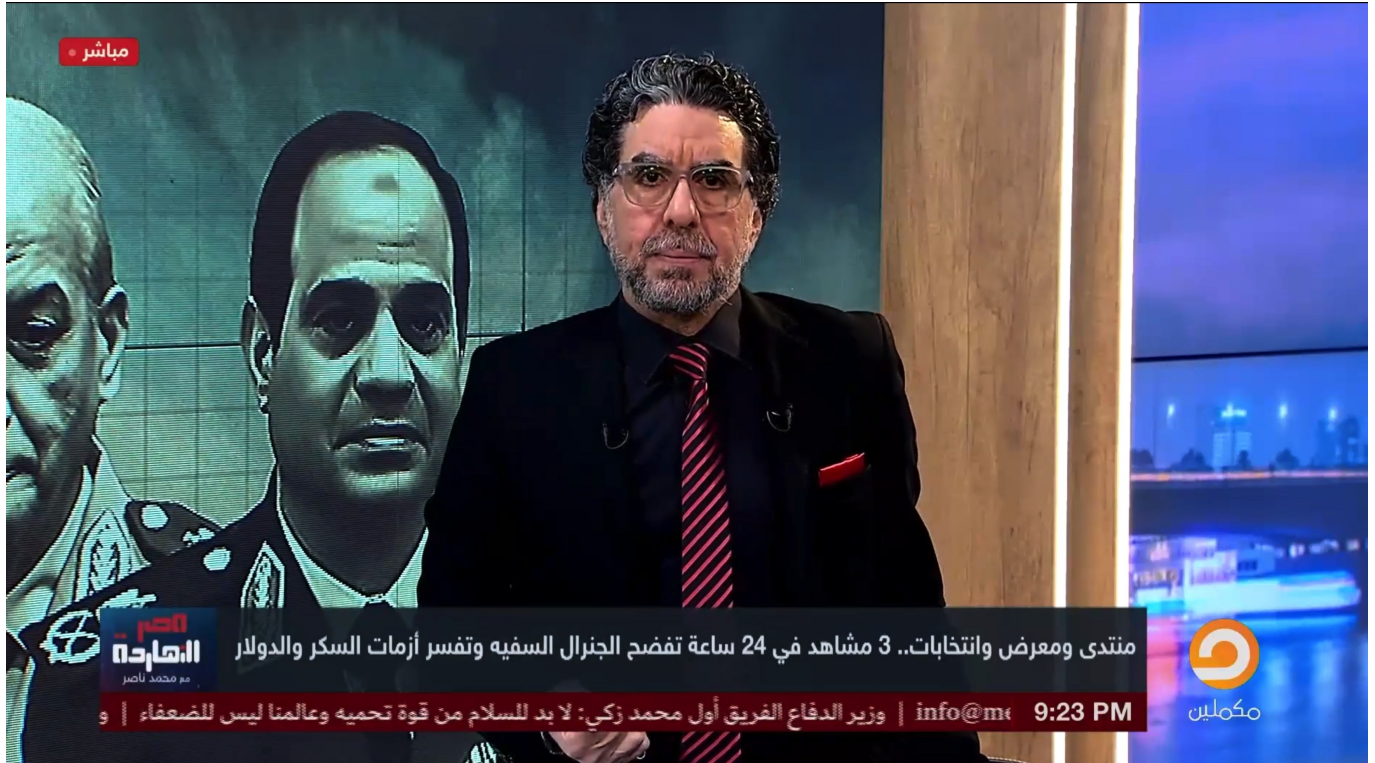 مباشر
منتدى ومعرض وانتخابات.. 3 مشاهد في 24 ساعة تفضح الجنرال السفيه وتفسر أزمات السكر والدولار
مصر
النهاردة
مع محمد ناصر
9:23 PM
info@me | وزير الدفاع الفريق أول محمد زكي: لا بد للسلام من قوة تحميه وعالمنا ليس للضعفاء | و
مكملين